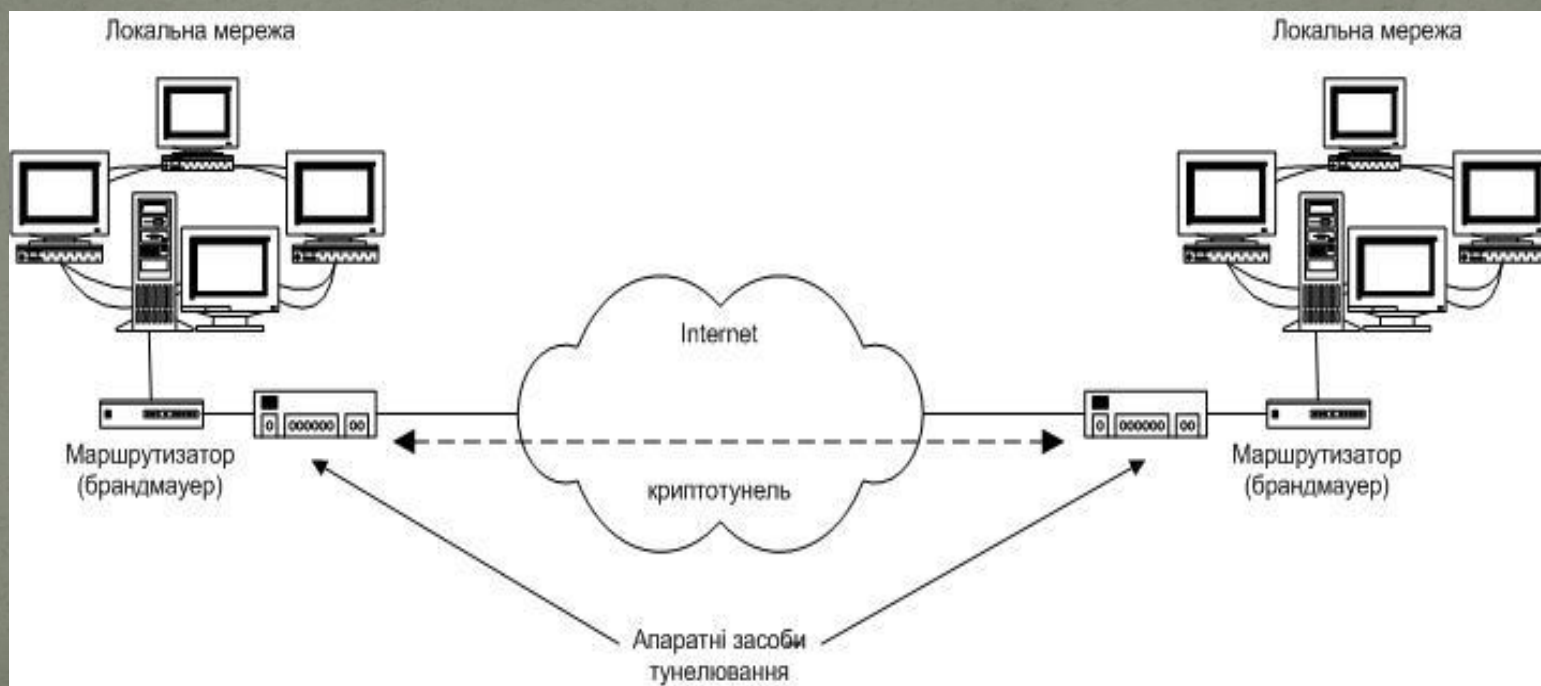 Локальна мережа
Локальна мережа
Internet
Маршрутизатор
(брандмауер)
криптотунель
Маршрутизатор
(брандмауер)
Апаратні засоби
тунелювання